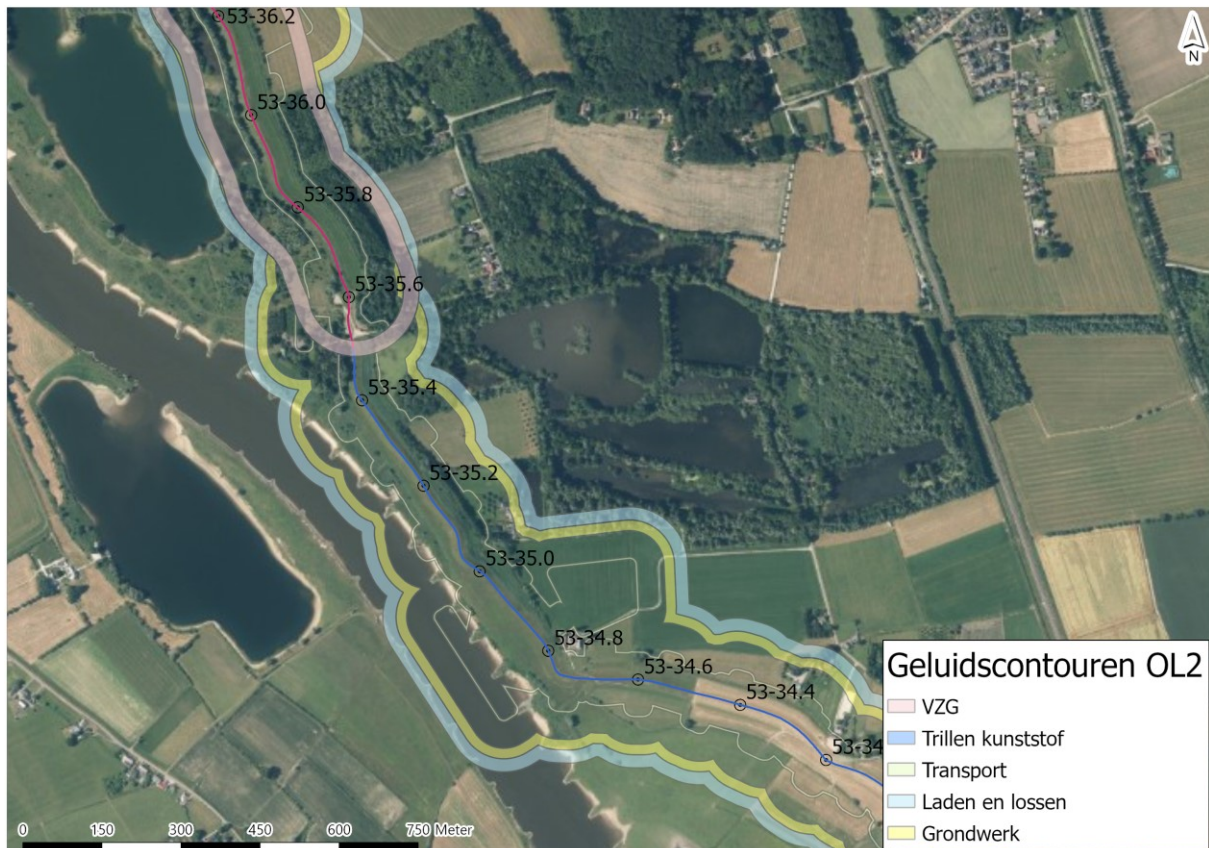 53-36.2
N
53-36.0
53-35.8
53-35.6
53-35.4
53-35.2
53-35.0
53-34.8
53-34.6
53-34.4
53-34
Geluidscontouren OL2
VZG
Trillen kunststof
Transport
Laden en lossen
Grondwerk
0 150 300 450 600 750 Meter